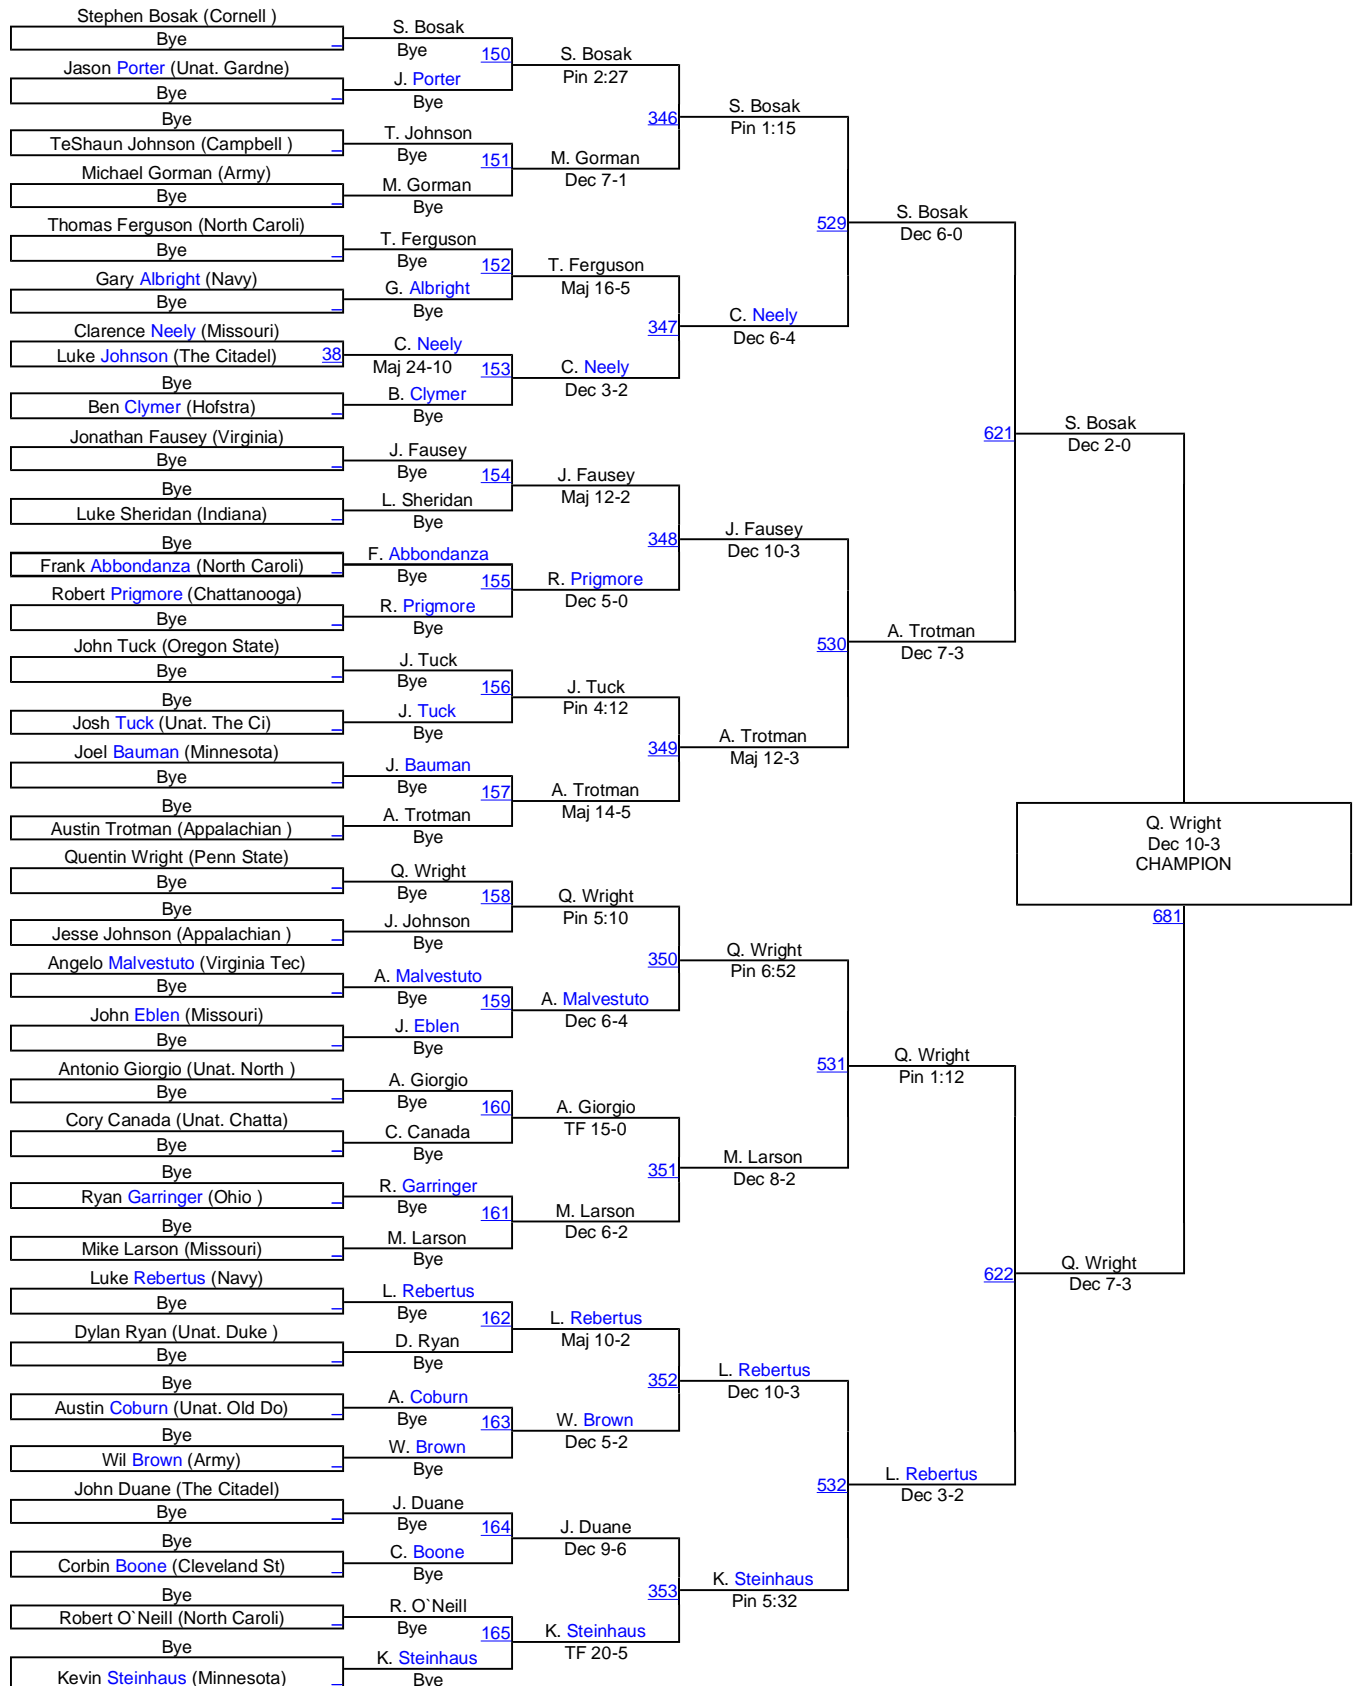 Stephen Bosak (Cornell )
Bye
Jason Porter (Unat. Gardne)
Bye
Bye
TeShaun Johnson (Campbell )
Michael Gorman (Army)
Bye
Thomas Ferguson (North Caroli)
Bye
Gary Albright (Navy)
Bye
Clarence Neely (Missouri)
Luke Johnson (The Citadel) 38
Bye
Ben Clymer (Hofstra)
Jonathan Fausey (Virginia)
Bye
Bye
Luke Sheridan (Indiana)
Bye
Frank Abbondanza (North Caroli)
Robert Prigmore (Chattanooga)
Bye
John Tuck (Oregon State)
Bye
Bye
Josh Tuck (Unat. The Ci)
Joel Bauman (Minnesota)
Bye
Bye
Austin Trotman (Appalachian )
Quentin Wright (Penn State)
Bye
Bye
Jesse Johnson (Appalachian )
Angelo Malvestuto (Virginia Tec)
Bye
John Eblen (Missouri)
Bye
Antonio Giorgio (Unat. North )
Bye
Cory Canada (Unat. Chatta)
Bye
Bye
Ryan Garringer (Ohio )
Bye
Mike Larson (Missouri)
Luke Rebertus (Navy)
Bye
Dylan Ryan (Unat. Duke )
Bye
Bye
Austin Coburn (Unat. Old Do)
Bye
Wil Brown (Army)
John Duane (The Citadel)
Bye
Bye
Corbin Boone (Cleveland St)
Bye
Robert O`Neill (North Caroli)
Bye
Kevin Steinhaus (Minnesota)
S. Bosak
Bye 150
J. Porter
Bye
T. Johnson
Bye 151
M. Gorman
Bye
T. Ferguson
Bye 152
G. Albright
Bye
C. Neely
Maj 24-10 153
B. Clymer
Bye
J. Fausey
Bye 154
L. Sheridan
Bye
F. Abbondanza
Bye 155
R. Prigmore
Bye
J. Tuck
Bye 156
J. Tuck
Bye
J. Bauman
Bye 157
A. Trotman
Bye
Q. Wright
Bye 158
J. Johnson
Bye
A. Malvestuto
Bye 159
J. Eblen
Bye
A. Giorgio
Bye 160
C. Canada
Bye
R. Garringer
Bye 161
M. Larson
Bye
L. Rebertus
Bye 162
D. Ryan
Bye
A. Coburn
Bye 163
W. Brown
Bye
J. Duane
Bye 164
C. Boone
Bye
R. O`Neill
Bye 165
K. Steinhaus
Bye
S. Bosak
Pin 2:27
346
M. Gorman
Dec 7-1
T. Ferguson
Maj 16-5
347
C. Neely
Dec 3-2
J. Fausey
Maj 12-2
348
R. Prigmore
Dec 5-0
J. Tuck
Pin 4:12
349
A. Trotman
Maj 14-5
Q. Wright
Pin 5:10
350
A. Malvestuto
Dec 6-4
A. Giorgio
TF 15-0
351
M. Larson
Dec 6-2
L. Rebertus
Maj 10-2
352
W. Brown
Dec 5-2
J. Duane
Dec 9-6
353
K. Steinhaus
TF 20-5
S. Bosak
Pin 1:15
529
C. Neely
Dec 6-4
J. Fausey
Dec 10-3
530
A. Trotman
Maj 12-3
Q. Wright
Pin 6:52
531
M. Larson
Dec 8-2
L. Rebertus
Dec 10-3
532
K. Steinhaus
Pin 5:32
S. Bosak
Dec 6-0
621
A. Trotman
Dec 7-3
Q. Wright
Pin 1:12
622
L. Rebertus
Dec 3-2
S. Bosak
Dec 2-0
Q. Wright
Dec 10-3
CHAMPION
681
Q. Wright
Dec 7-3